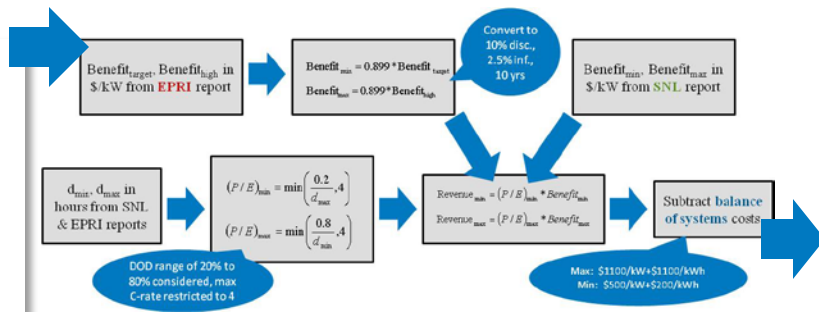 Benefit_target, Benefit_high in
$/kW from EPRI report
Benefit_min = 0.899*Benefit_target
Benefit_max = 0.899*Benefit_high
Convert to
10% disc.,
2.5% inf.,
10 yrs
Benefit_min, Benefit_max in
$/kW from SNL report
d_min, d_max in
hours from SNL
& EPRI reports
(P / E)_min = min(0.2/d_max, 4)
(P / E)_max = min(0.8/d_min, 4)
Revenue_min = (P / E)_min * Benefit_min
Revenue_max = (P / E)_max * Benefit_max
Subtract balance
of systems costs
DOD range of 20% to
80% considered, max
C-rate restricted to 4
Max: $1100/kW+$1100/kWh
Min: $500/kW+$200/kWh